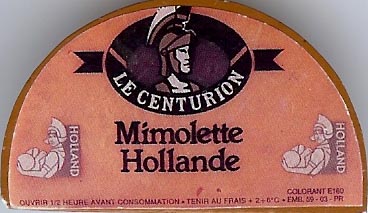 LE CENTURION
Mimolette
Hollande
HOLLAND
HOLLAND
COLORANT E160
OUVRIR 1/2 HEURE AVANT CONSOMMATION • TENIR AU FRAIS + 2 + 6°C • EMB. 59 - 03 - PR